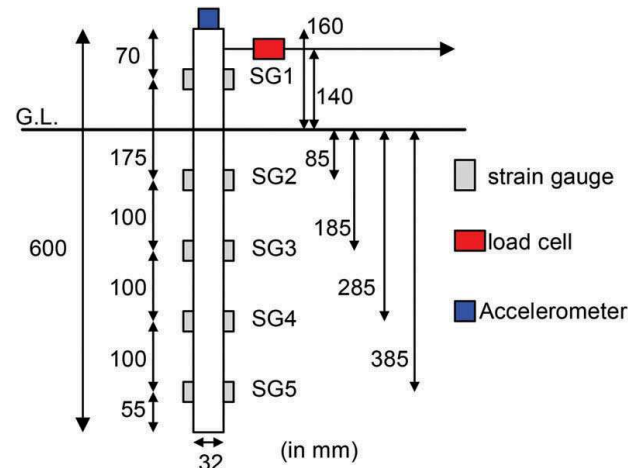 160
70
SG1
140
G.L.
175
85
SG2
strain gauge
100
185
SG3
600
load cell
100
285
SG4
Accelerometer
100
385
SG5
55
32
(in mm)